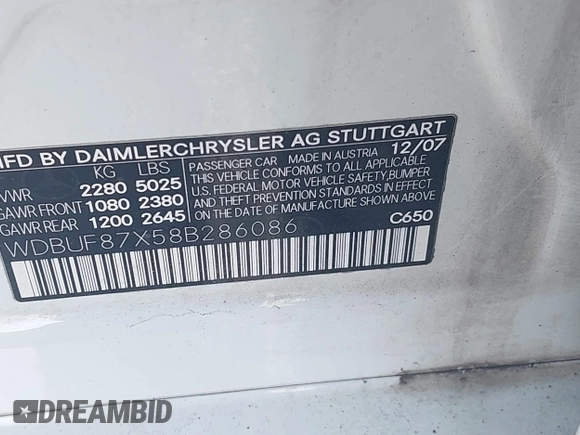 MFD BY DAIMLERCHRYSLER AG STUTTGART
KG LBS PASSENGER CAR MADE IN AUSTRIA 12/07
VWR 2280 5025 THIS VEHICLE CONFORMS TO ALL APPLICABLE
GAWR FRONT 1080 2380 U.S. FEDERAL MOTOR VEHICLE SAFETY, BUMPER
GAWR REAR 1200 2645 AND THEFT PREVENTION STANDARDS IN EFFECT
ON THE DATE OF MANUFACTURE SHOWN ABOVE.
WDBUF87X58B286086 C650
DREAMBID